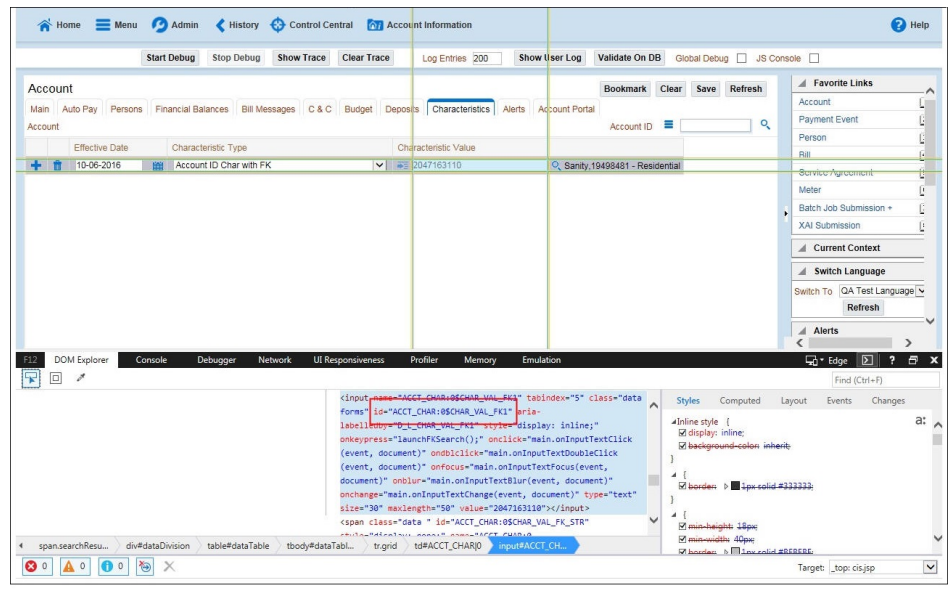 Home Menu Admin History Control Central Account Information Help
Start Debug Stop Debug Show Trace Clear Trace Log Entries 200 Show User Log Validate On DB Global Debug JS Console
Account Bookmark Clear Save Refresh
Main Auto Pay Persons Financial Balances Bill Messages C & C Budget Deposits Characteristics Alerts Account Portal
Account Account ID
Effective Date Characteristic Type Characteristic Value
10-06-2016 Account ID Char with FK 2047163110 Sanity,19498481 - Residential
Favorite Links
Account
Payment Event
Person
Bill
Service Agreement
Meter
Batch Job Submission +
XAI Submission
Current Context
Switch Language
Switch To QA Test Language
Refresh
Alerts
F12 DOM Explorer Console Debugger Network UI Responsiveness Profiler Memory Emulation Edge ?
Find (Ctrl+F)
<input name="ACCT_CHAR:0$CHAR_VAL_FK1" tabindex="5" class="data
forms" id="ACCT_CHAR:0$CHAR_VAL_FK1" aria-
labelledby="D_L_CHAR_VAL_FK1" style="display: inline;"
onkeypress="launchFKSearch();" onclick="main.onInputTextClick
(event, document)" ondblclick="main.onInputTextDoubleClick
(event, document)" onfocus="main.onInputTextFocus(event,
document)" onblur="main.onInputTextBlur(event, document)"
onchange="main.onInputTextChange(event, document)" type="text"
size="30" maxlength="50" value="2047163110"></input>
<span class="data " id="ACCT_CHAR:0$CHAR_VAL_FK_STR"
Styles Computed Layout Events Changes
Inline style {
display: inline;
background-color: inherit;
}
{
border: 1px solid #333333;
}
{
min-height: 18px;
min-width: 40px;
border: 1px solid #BEBEBE;
a:
span.searchResu... div#dataDivision table#dataTable tbody#dataTabl... tr.grid td#ACCT_CHAR|0 input#ACCT_CH...
0 0 0 Target: _top: cis.jsp